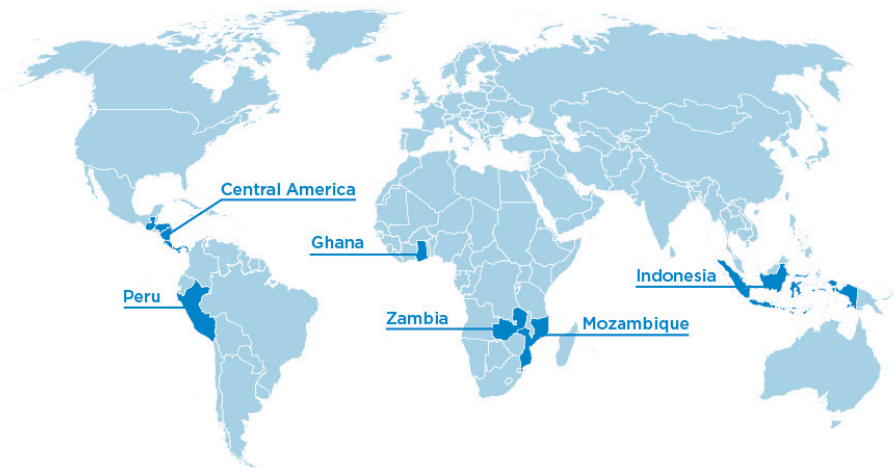 Central America
Ghana
Indonesia
Peru
Zambia
Mozambique